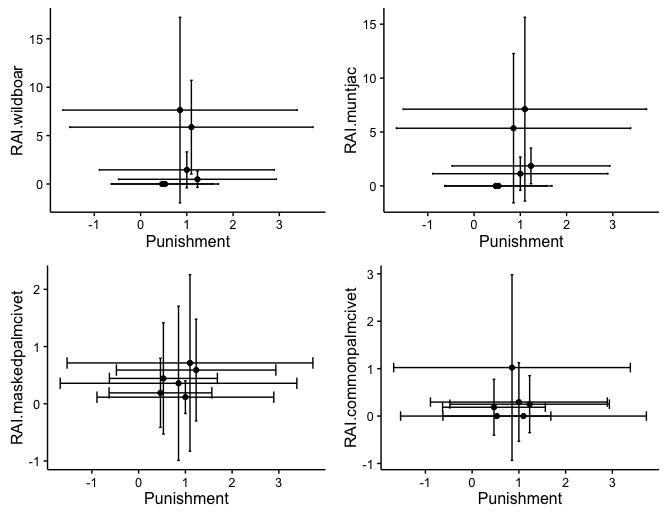 RAI.wildboar
15
10
5
0
-1 0 1 2 3
Punishment
RAI.muntjac
15
10
5
0
-1 0 1 2 3
Punishment
RAI.maskedpalmcivet
2
1
0
-1
-1 0 1 2 3
Punishment
RAI.commonpalmcivet
3
2
1
0
-1
-1 0 1 2 3
Punishment